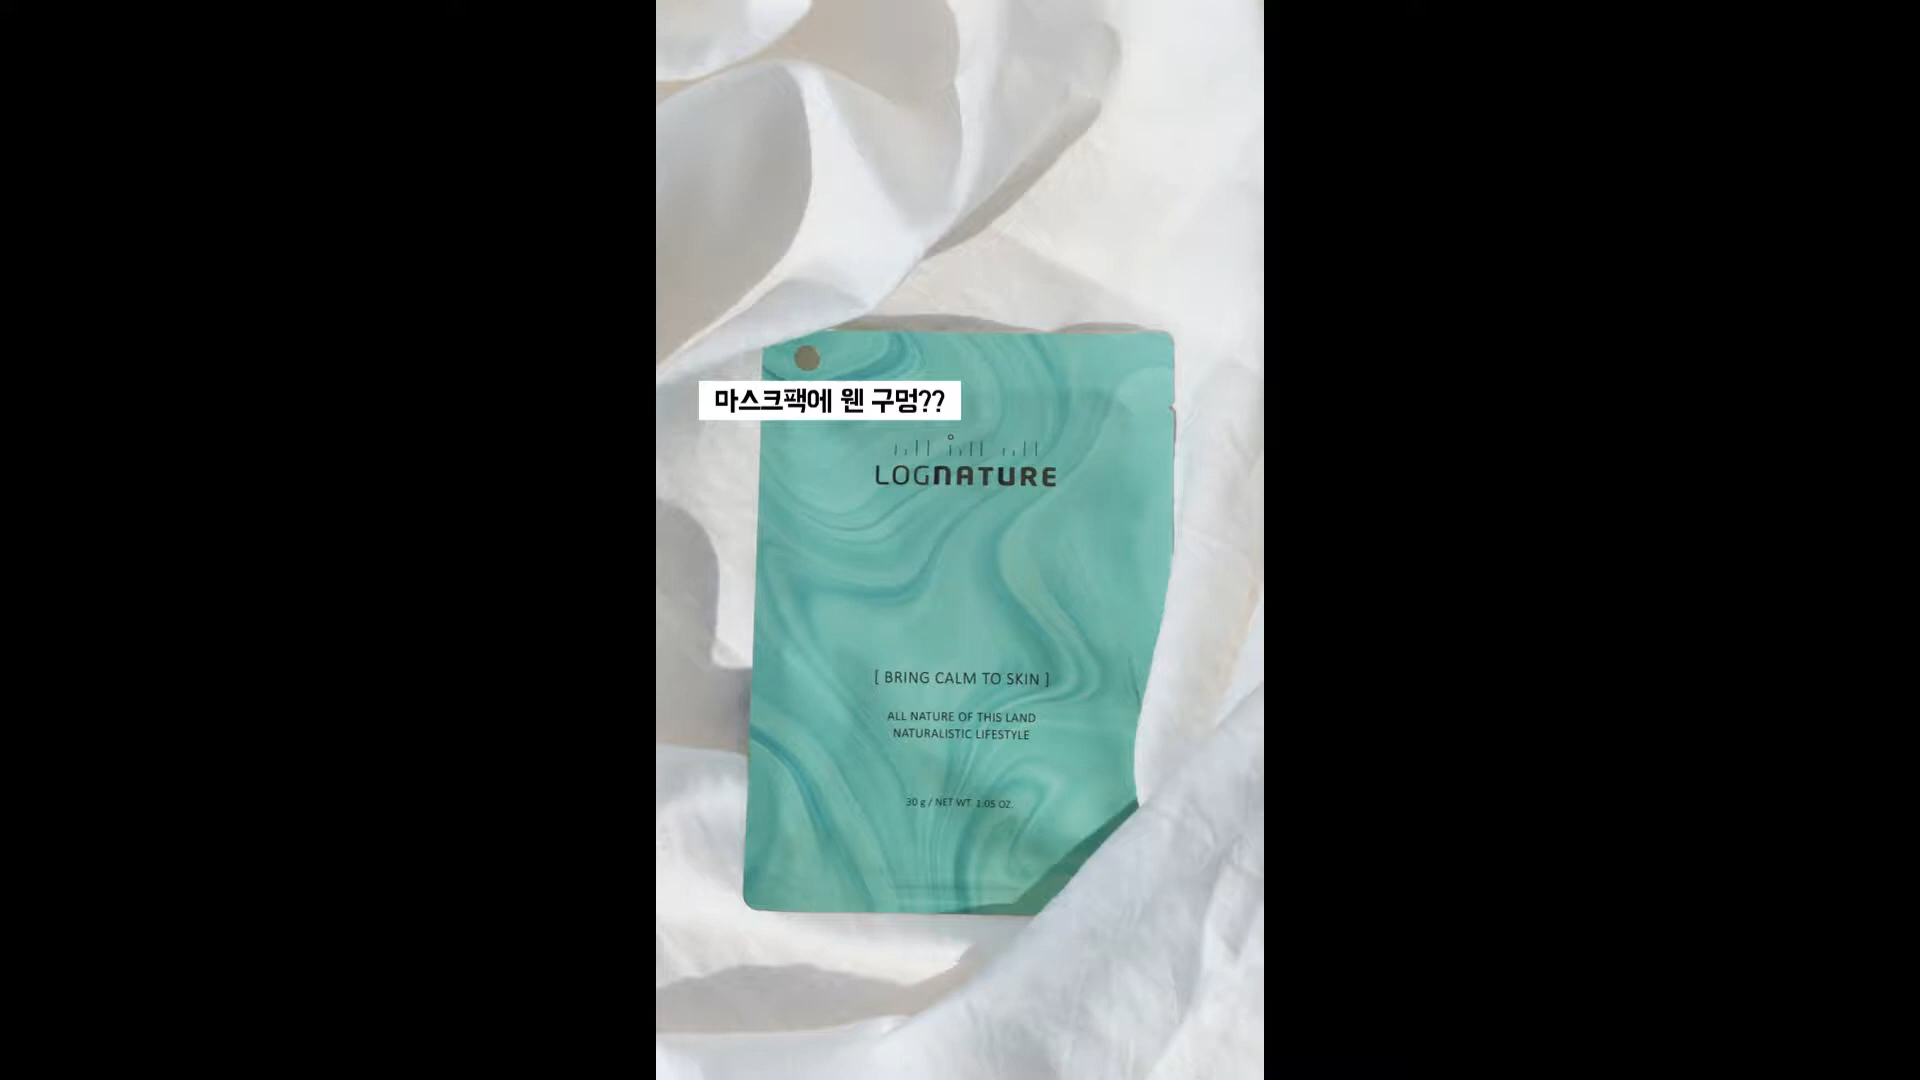 마스크팩에 웬 구멍??
LOGNATURE
[ BRING CALM TO SKIN ]
ALL NATURE OF THIS LAND
NATURALISTIC LIFESTYLE
30 g / NET WT. 1.05 OZ.